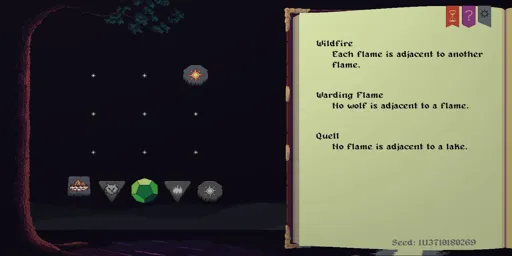 Wildfire
Each flame is adjacent to another
flame.
Warding Flame
No wolf is adjacent to a flame.
Quell
No flame is adjacent to a lake.
Seed: 1113710180269